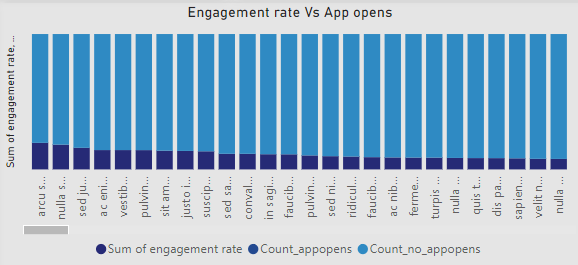 Engagement rate Vs App opens
Sum of engagement rate, ...
arcu s...
nulla s...
sed ju...
ac eni...
vestib...
pulvin...
sit am...
justo i...
suscip...
sed sa...
conval...
in sagi...
faucib...
pulvin...
sed ni...
ridicul...
faucib...
ac nib...
ferme...
turpis ...
nulla ...
quis t...
dis pa...
sapien...
velit n...
nulla ...
Sum of engagement rate Count_appopens Count_no_appopens